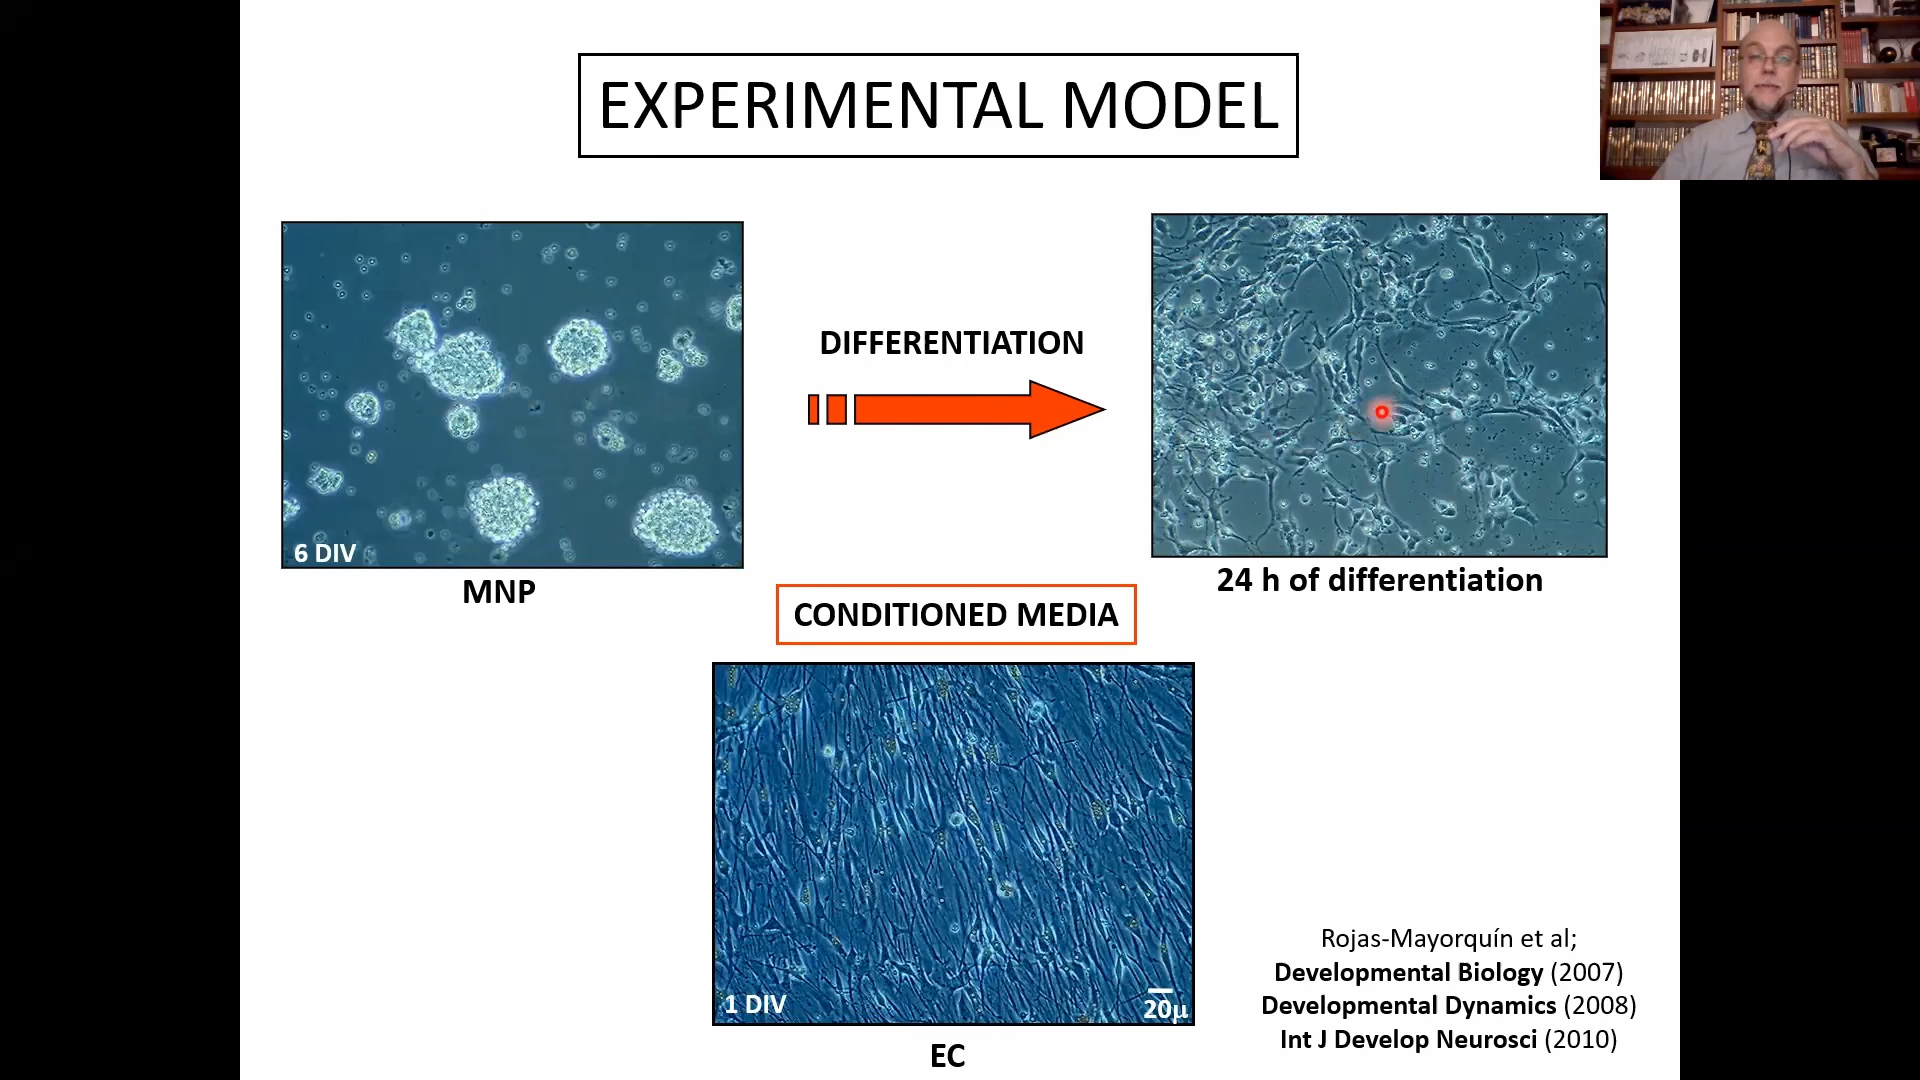 EXPERIMENTAL MODEL
DIFFERENTIATION
6 DIV
MNP
24 h of differentiation
CONDITIONED MEDIA
1 DIV
20µ
EC
Rojas-Mayorquín et al;
Developmental Biology (2007)
Developmental Dynamics (2008)
Int J Develop Neurosci (2010)